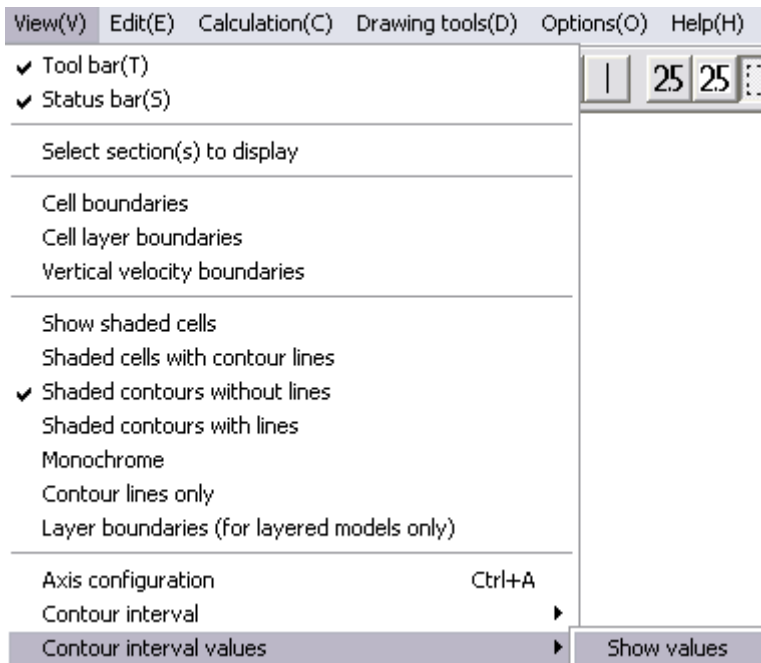 View(V) Edit(E) Calculation(C) Drawing tools(D) Options(O) Help(H)
✓ Tool bar(T)
✓ Status bar(S)
25 25
Select section(s) to display
Cell boundaries
Cell layer boundaries
Vertical velocity boundaries
Show shaded cells
Shaded cells with contour lines
✓ Shaded contours without lines
Shaded contours with lines
Monochrome
Contour lines only
Layer boundaries (for layered models only)
Axis configuration Ctrl+A
Contour interval
Contour interval values Show values